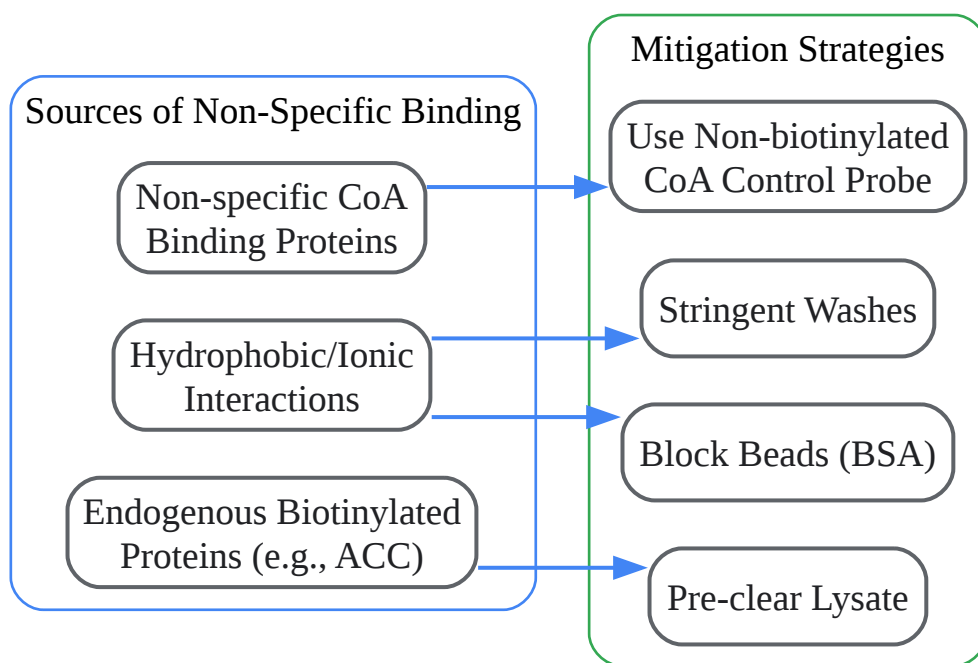 Sources of Non-Specific Binding
Non-specific CoA
Binding Proteins
Hydrophobic/Ionic
Interactions
Endogenous Biotinylated
Proteins (e.g., ACC)
Mitigation Strategies
Use Non-biotinylated
CoA Control Probe
Stringent Washes
Block Beads (BSA)
Pre-clear Lysate